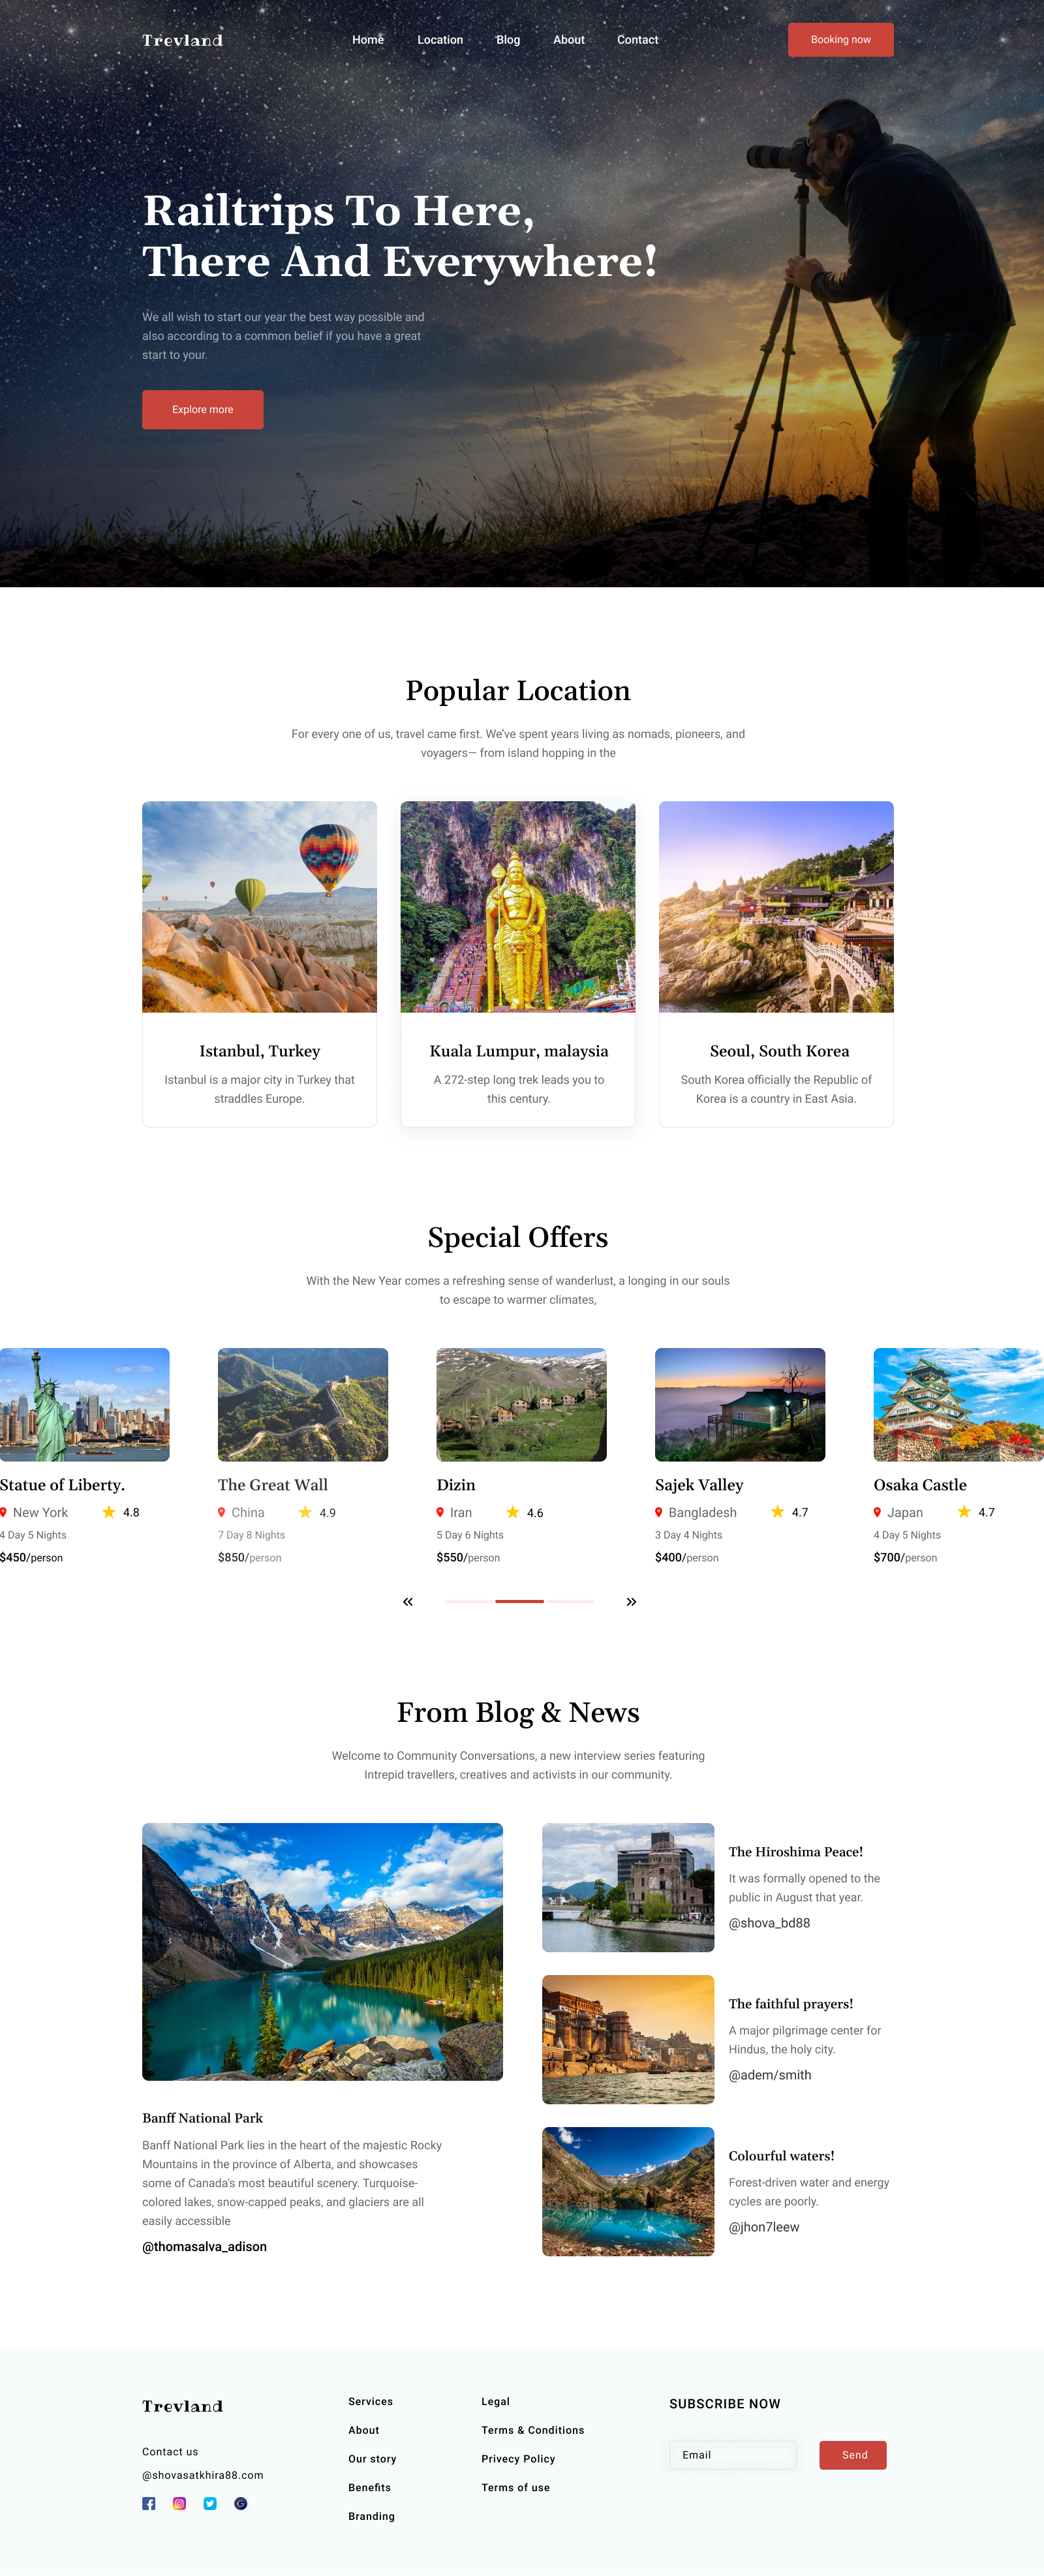 Trevland
Home Location Blog About Contact
Booking now
Railtrips To Here,
There And Everywhere!
We all wish to start our year the best way possible and
also according to a common belief if you have a great
start to your.
Explore more
Popular Location
For every one of us, travel came first. We've spent years living as nomads, pioneers, and
voyagers— from island hopping in the
Istanbul, Turkey
Istanbul is a major city in Turkey that
straddles Europe.
Kuala Lumpur, malaysia
A 272-step long trek leads you to
this century.
Seoul, South Korea
South Korea officially the Republic of
Korea is a country in East Asia.
Special Offers
With the New Year comes a refreshing sense of wanderlust, a longing in our souls
to escape to warmer climates,
Statue of Liberty.
New York 4.8
4 Day 5 Nights
$450/person
The Great Wall
China 4.9
7 Day 8 Nights
$850/person
Dizin
Iran 4.6
5 Day 6 Nights
$550/person
Sajek Valley
Bangladesh 4.7
3 Day 4 Nights
$400/person
Osaka Castle
Japan 4.7
4 Day 5 Nights
$700/person
From Blog & News
Welcome to Community Conversations, a new interview series featuring
Intrepid travellers, creatives and activists in our community.
Banff National Park
Banff National Park lies in the heart of the majestic Rocky
Mountains in the province of Alberta, and showcases
some of Canada's most beautiful scenery. Turquoise-
colored lakes, snow-capped peaks, and glaciers are all
easily accessible
@thomasalva_adison
The Hiroshima Peace!
It was formally opened to the
public in August that year.
@shova_bd88
The faithful prayers!
A major pilgrimage center for
Hindus, the holy city.
@adem/smith
Colourful waters!
Forest-driven water and energy
cycles are poorly.
@jhon7leew
Trevland
Contact us
@shovasatkhira88.com
Services
About
Our story
Benefits
Branding
Legal
Terms & Conditions
Privecy Policy
Terms of use
SUBSCRIBE NOW
Email
Send